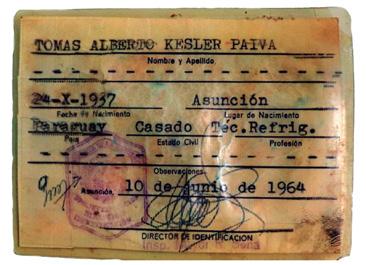 TOMAS ALBERTO KESLER PAIVA
Nombre y Apellido
24-X-1937 Asunción
Fecha de Nacimiento Lugar de Nacimiento
Paraguay Casado Tec.Refrig.
País Estado Civil Profesión
Observaciones
Asunción, 10 de junio de 1964
DIRECTOR DE IDENTIFICACION
Insp.